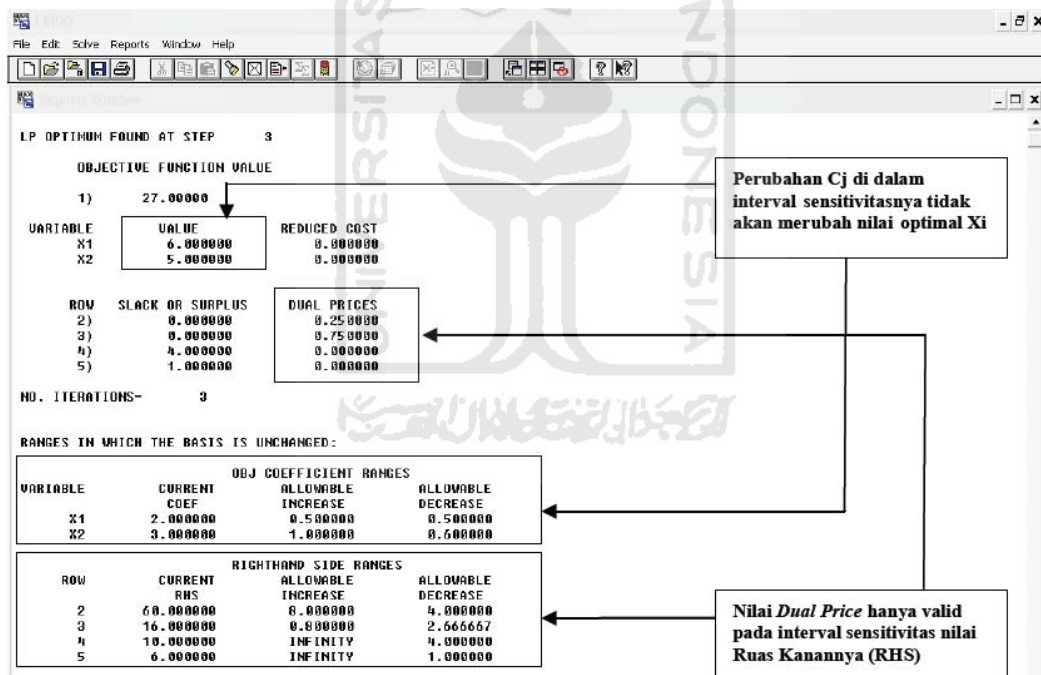 File Edit Solve Reports Window Help
LP OPTIMUM FOUND AT STEP 3
OBJECTIVE FUNCTION VALUE
1) 27.00000
VARIABLE VALUE REDUCED COST
X1 6.000000 0.000000
X2 5.000000 0.000000
ROW SLACK OR SURPLUS DUAL PRICES
2) 0.000000 0.250000
3) 0.000000 0.750000
4) 4.000000 0.000000
5) 1.000000 0.000000
NO. ITERATIONS= 3
RANGES IN WHICH THE BASIS IS UNCHANGED:
OBJ COEFFICIENT RANGES
VARIABLE CURRENT ALLOWABLE ALLOWABLE
COEF INCREASE DECREASE
X1 2.000000 0.500000 0.500000
X2 3.000000 1.000000 0.600000
RIGHTHAND SIDE RANGES
ROW CURRENT ALLOWABLE ALLOWABLE
RHS INCREASE DECREASE
2 60.000000 8.000000 4.000000
3 16.000000 0.800000 2.666667
4 10.000000 INFINITY 4.000000
5 6.000000 INFINITY 1.000000
Perubahan Cj di dalam
interval sensitivitasnya tidak
akan merubah nilai optimal Xi
Nilai Dual Price hanya valid
pada interval sensitivitas nilai
Ruas Kanannya (RHS)